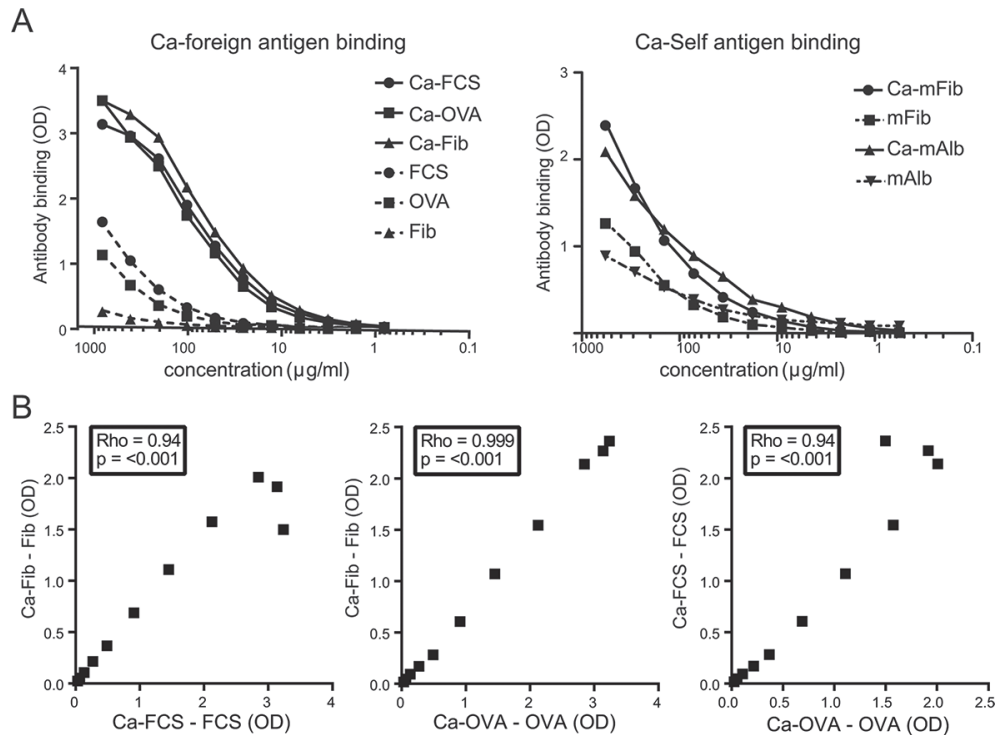 A
Ca-foreign antigen binding
Antibody binding (OD)
4
3
2
1
0
1000 100 10 1 0.1
concentration (µg/ml)
Ca-FCS
Ca-OVA
Ca-Fib
FCS
OVA
Fib
Ca-Self antigen binding
Antibody binding (OD)
3
2
1
1000 100 10 1 0.1
concentration (µg/ml)
Ca-mFib
mFib
Ca-mAlb
mAlb
B
Rho = 0.94
p = <0.001
Ca-Fib - Fib (OD)
2.5
2.0
1.5
1.0
0.5
0.0
0 1 2 3 4
Ca-FCS - FCS (OD)
Rho = 0.999
p = <0.001
Ca-Fib - Fib (OD)
2.5
2.0
1.5
1.0
0.5
0.0
0 1 2 3 4
Ca-OVA - OVA (OD)
Rho = 0.94
p = <0.001
Ca-FCS - FCS (OD)
2.5
2.0
1.5
1.0
0.5
0.0
0.0 0.5 1.0 1.5 2.0 2.5
Ca-OVA - OVA (OD)